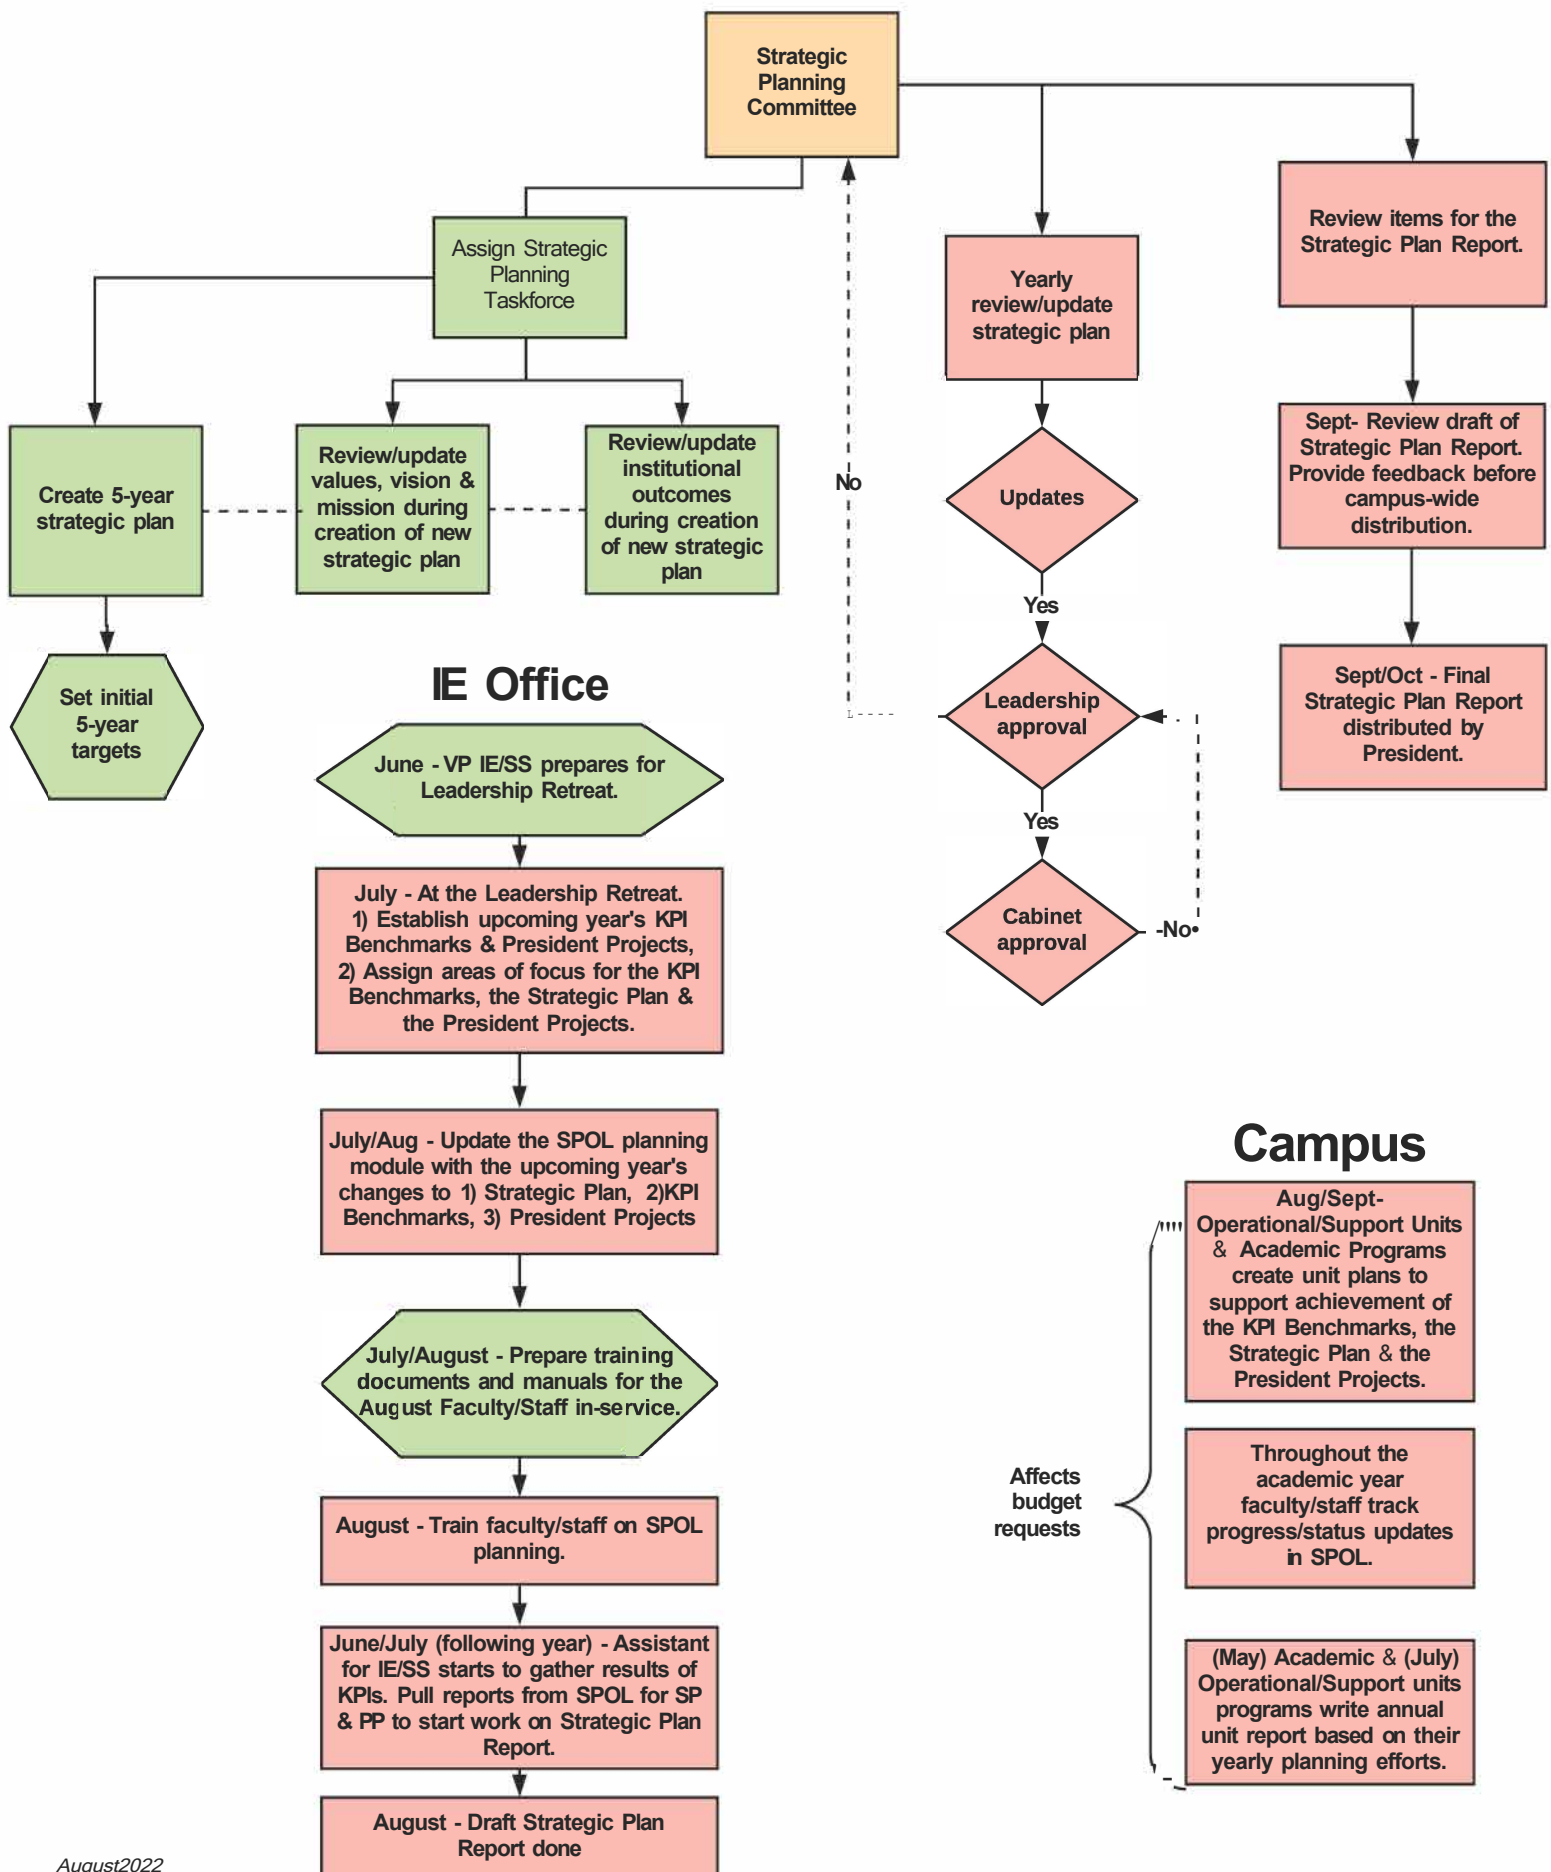 Strategic
Planning
Committee
Assign Strategic
Planning
Taskforce
Create 5-year
strategic plan
Review/update
values, vision &
mission during
creation of new
strategic plan
Review/update
institutional
outcomes
during creation
of new strategic
plan
Set initial
5-year
targets
No
Yearly
review/update
strategic plan
Updates
Yes
Leadership
approval
Yes
Cabinet
approval
-No•
Review items for the
Strategic Plan Report.
Sept- Review draft of
Strategic Plan Report.
Provide feedback before
campus-wide
distribution.
Sept/Oct - Final
Strategic Plan Report
distributed by
President.
IE Office
June - VP IE/SS prepares for
Leadership Retreat.
July - At the Leadership Retreat.
1) Establish upcoming year's KPI
Benchmarks & President Projects,
2) Assign areas of focus for the KPI
Benchmarks, the Strategic Plan &
the President Projects.
July/Aug - Update the SPOL planning
module with the upcoming year's
changes to 1) Strategic Plan, 2)KPI
Benchmarks, 3) President Projects
July/August - Prepare training
documents and manuals for the
August Faculty/Staff in-service.
August - Train faculty/staff on SPOL
planning.
June/July (following year) - Assistant
for IE/SS starts to gather results of
KPIs. Pull reports from SPOL for SP
& PP to start work on Strategic Plan
Report.
August - Draft Strategic Plan
Report done
Campus
Aug/Sept-
Operational/Support Units
& Academic Programs
create unit plans to
support achievement of
the KPI Benchmarks, the
Strategic Plan & the
President Projects.
Affects
budget
requests
Throughout the
academic year
faculty/staff track
progress/status updates
in SPOL.
(May) Academic & (July)
Operational/Support units
programs write annual
unit report based on their
yearly planning efforts.
August2022